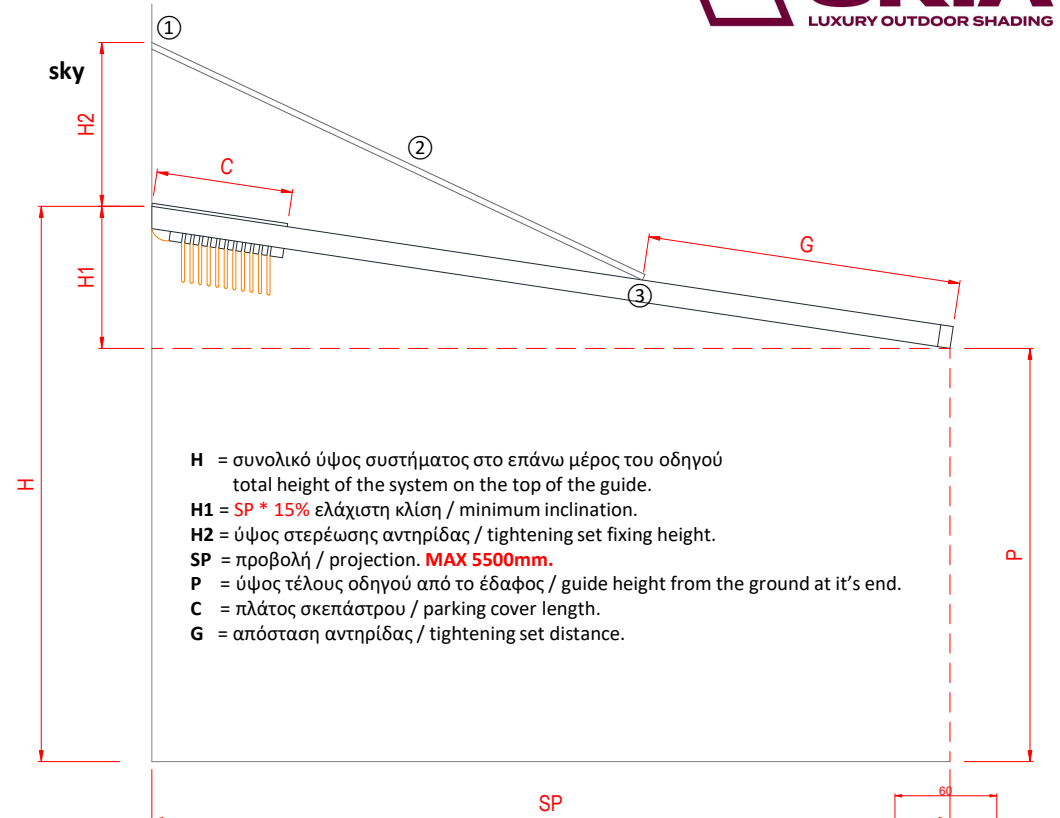 LUXURY OUTDOOR SHADING
①
sky
H2
②
C
G
H1
③
H = συνολικό ύψος συστήματος στο επάνω μέρος του οδηγού
total height of the system on the top of the guide.
H1 = SP * 15% ελάχιστη κλίση / minimum inclination.
H2 = ύψος στερέωσης αντηρίδας / tightening set fixing height.
SP = προβολή / projection. MAX 5500mm.
P = ύψος τέλους οδηγού από το έδαφος / guide height from the ground at it's end.
C = πλάτος σκεπάστρου / parking cover length.
G = απόσταση αντηρίδας / tightening set distance.
H
P
SP
60